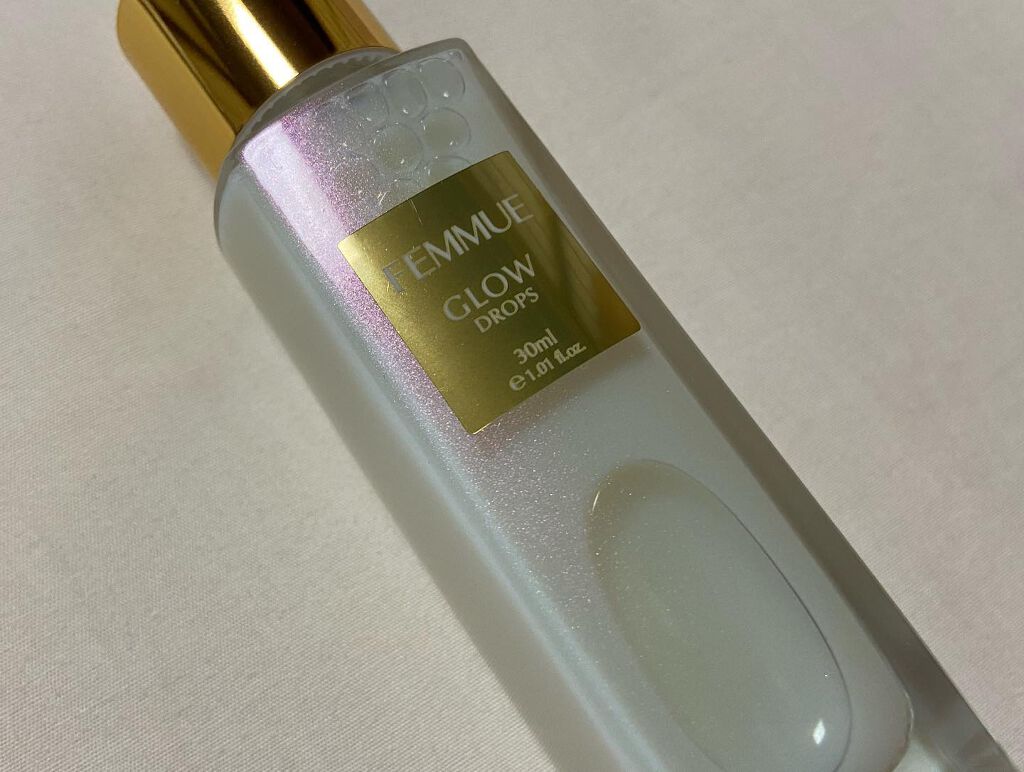 FEMMUE
GLOW
DROPS
30ml
℮1.01 fl.oz.